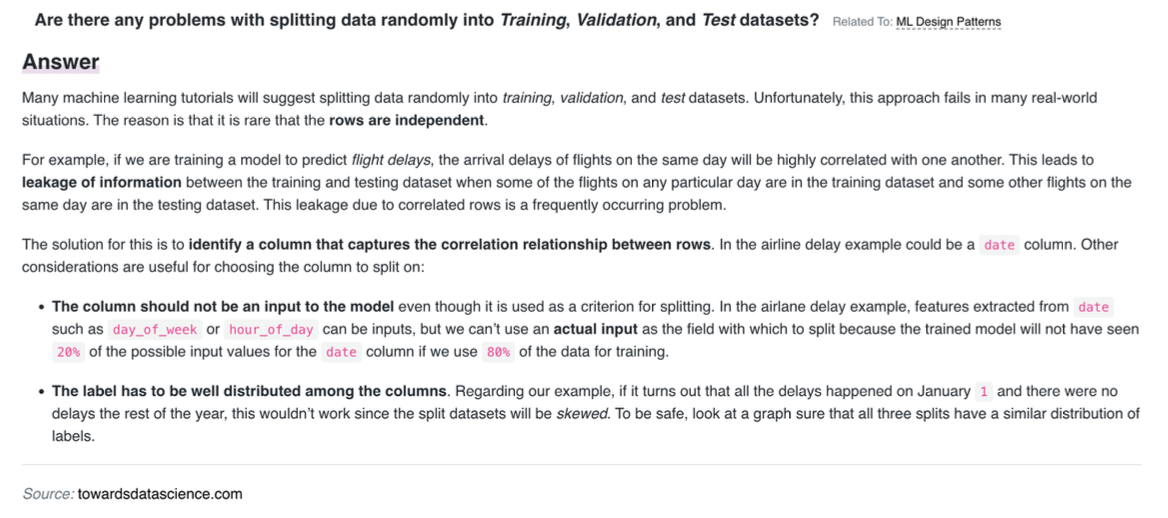 Are there any problems with splitting data randomly into Training, Validation, and Test datasets? Related To: ML Design Patterns
Answer
Many machine learning tutorials will suggest splitting data randomly into training, validation, and test datasets. Unfortunately, this approach fails in many real-world
situations. The reason is that it is rare that the rows are independent.
For example, if we are training a model to predict flight delays, the arrival delays of flights on the same day will be highly correlated with one another. This leads to
leakage of information between the training and testing dataset when some of the flights on any particular day are in the training dataset and some other flights on the
same day are in the testing dataset. This leakage due to correlated rows is a frequently occurring problem.
The solution for this is to identify a column that captures the correlation relationship between rows. In the airline delay example could be a date column. Other
considerations are useful for choosing the column to split on:
• The column should not be an input to the model even though it is used as a criterion for splitting. In the airlane delay example, features extracted from date
such as day_of_week or hour_of_day can be inputs, but we can't use an actual input as the field with which to split because the trained model will not have seen
20% of the possible input values for the date column if we use 80% of the data for training.
• The label has to be well distributed among the columns. Regarding our example, if it turns out that all the delays happened on January 1 and there were no
delays the rest of the year, this wouldn't work since the split datasets will be skewed. To be safe, look at a graph sure that all three splits have a similar distribution of
labels.
Source: towardsdatascience.com